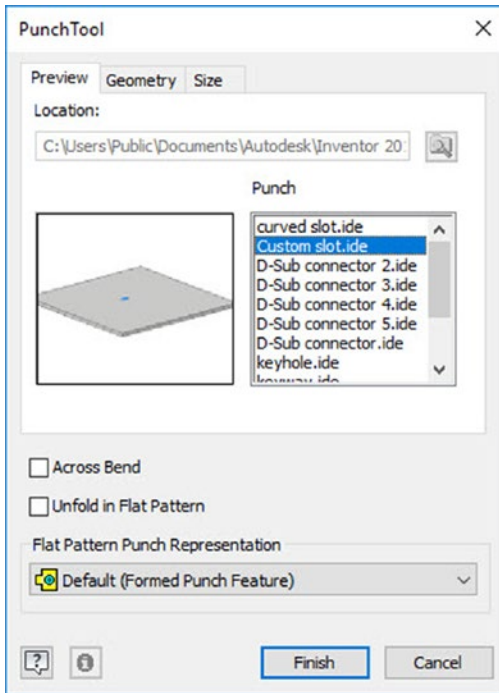 PunchTool
Preview Geometry Size
Location:
C:\Users\Public\Documents\Autodesk\Inventor 20
Punch
curved slot.ide
Custom slot.ide
D-Sub connector 2.ide
D-Sub connector 3.ide
D-Sub connector 4.ide
D-Sub connector 5.ide
D-Sub connector.ide
keyhole.ide
keyway.ide
Across Bend
Unfold in Flat Pattern
Flat Pattern Punch Representation
Default (Formed Punch Feature)
Finish Cancel